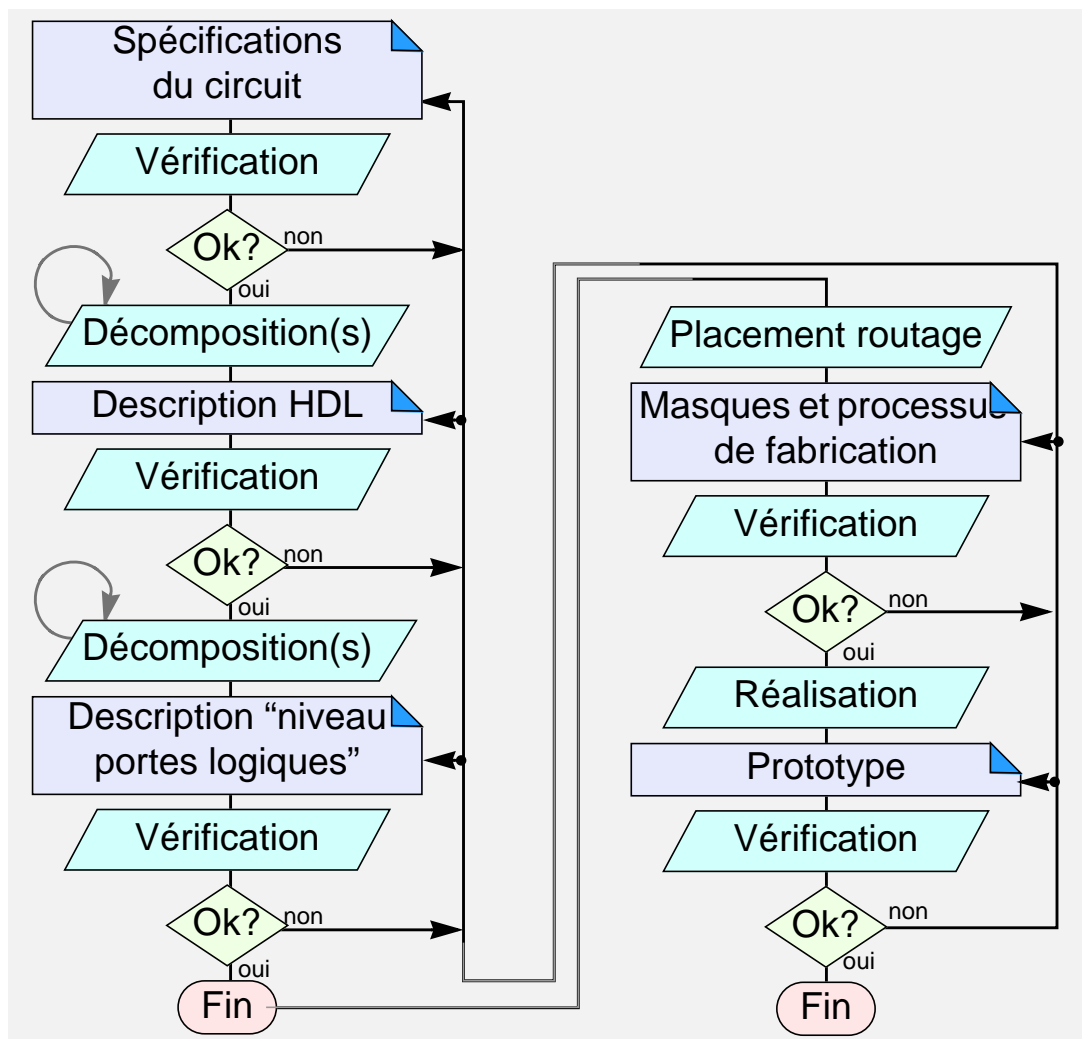 Spécifications
du circuit
Vérification
Ok?
non
oui
Décomposition(s)
Description HDL
Vérification
Ok?
non
oui
Décomposition(s)
Description “niveau
portes logiques”
Vérification
Ok?
non
oui
Fin
Placement routage
Masques et processus
de fabrication
Vérification
Ok?
non
oui
Réalisation
Prototype
Vérification
Ok?
non
oui
Fin